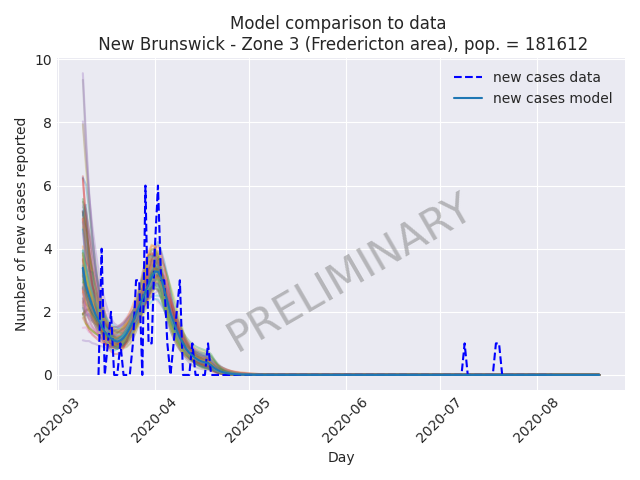 Model comparison to data
New Brunswick - Zone 3 (Fredericton area), pop. = 181612
new cases data
new cases model
10
8
6
4
2
0
Number of new cases reported
PRELIMINARY
2020-03
2020-04
2020-05
2020-06
2020-07
2020-08
Day